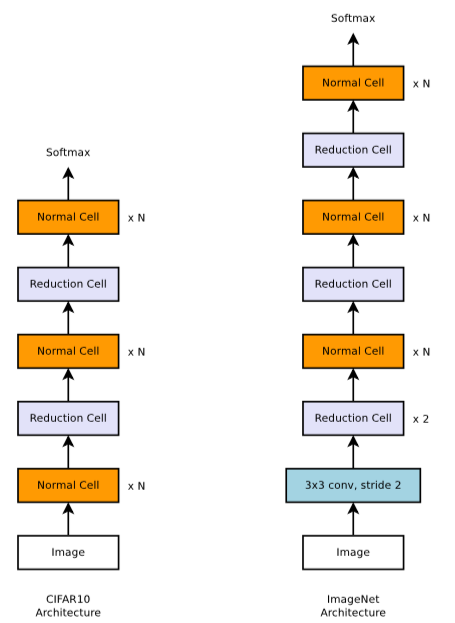 Softmax
Normal Cell x N
Reduction Cell
Normal Cell x N
Reduction Cell
Normal Cell x N
Image
CIFAR10
Architecture
Softmax
Normal Cell x N
Reduction Cell
Normal Cell x N
Reduction Cell
Normal Cell x N
Reduction Cell x 2
3x3 conv, stride 2
Image
ImageNet
Architecture